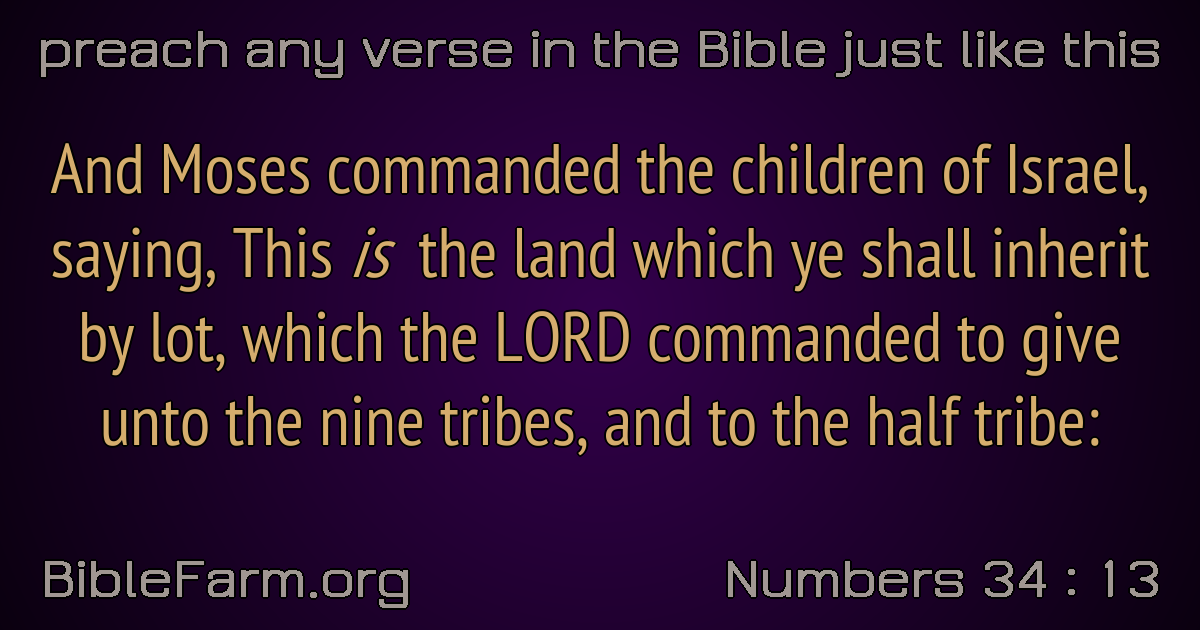 preach any verse in the Bible just like this
And Moses commanded the children of Israel,
saying, This is the land which ye shall inherit
by lot, which the LORD commanded to give
unto the nine tribes, and to the half tribe:
BibleFarm.org
Numbers 34 : 13